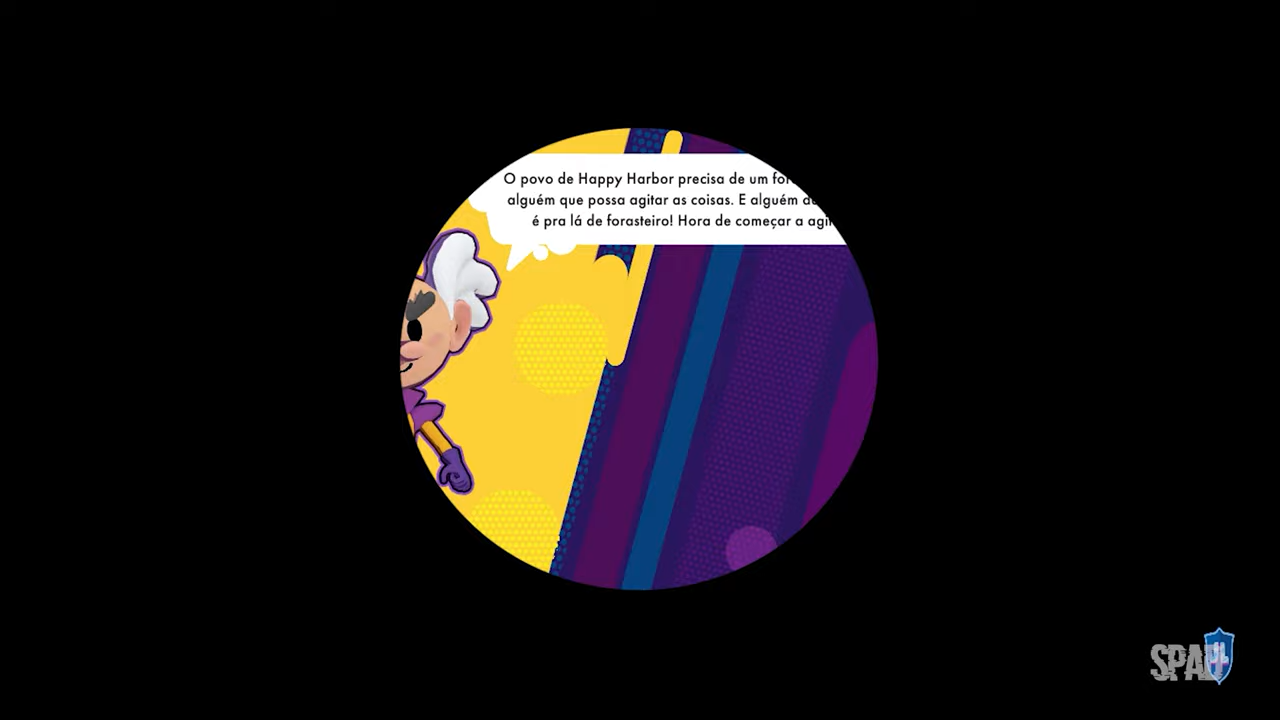 O povo de Happy Harbor precisa de um
alguém que possa agitar as coisas. E alguém
é pra lá de forasteiro! Hora de começar a